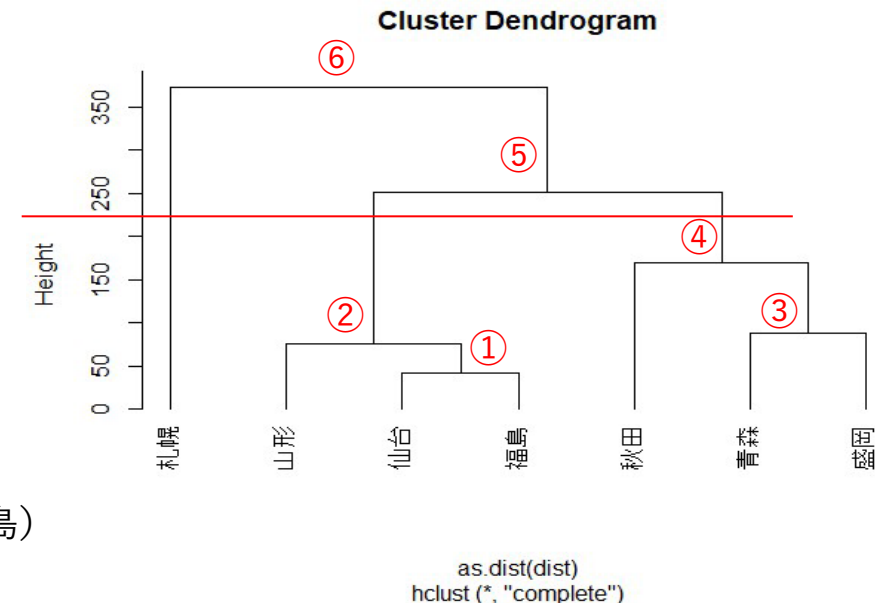 Cluster Dendrogram
⑥
350
⑤
250
④
Height
150
③
②
①
50
0
札幌
山形
仙台
福島
秋田
青森
盛岡
島)
as.dist(dist)
hclust (*, "complete")